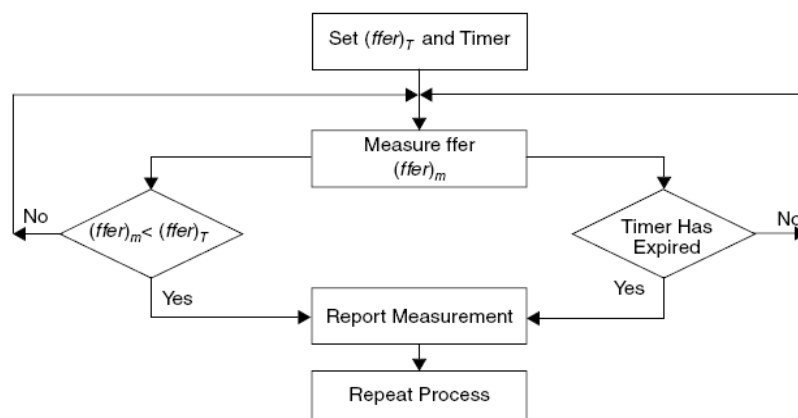 Set (ffer)T and Timer
Measure ffer
(ffer)m
No
(ffer)m < (ffer)T
Timer Has
Expired
No
Yes
Yes
Report Measurement
Repeat Process